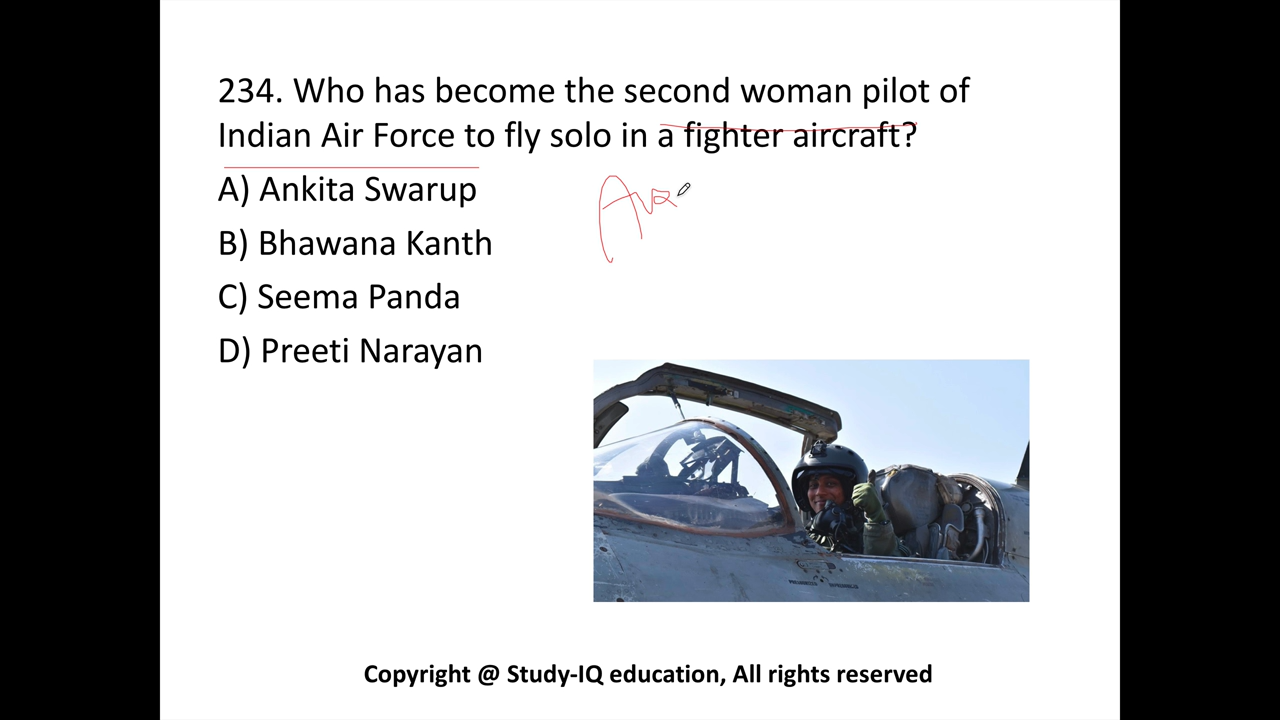 234. Who has become the second woman pilot of
Indian Air Force to fly solo in a fighter aircraft?
A) Ankita Swarup
B) Bhawana Kanth
C) Seema Panda
D) Preeti Narayan
Copyright @ Study-IQ education, All rights reserved